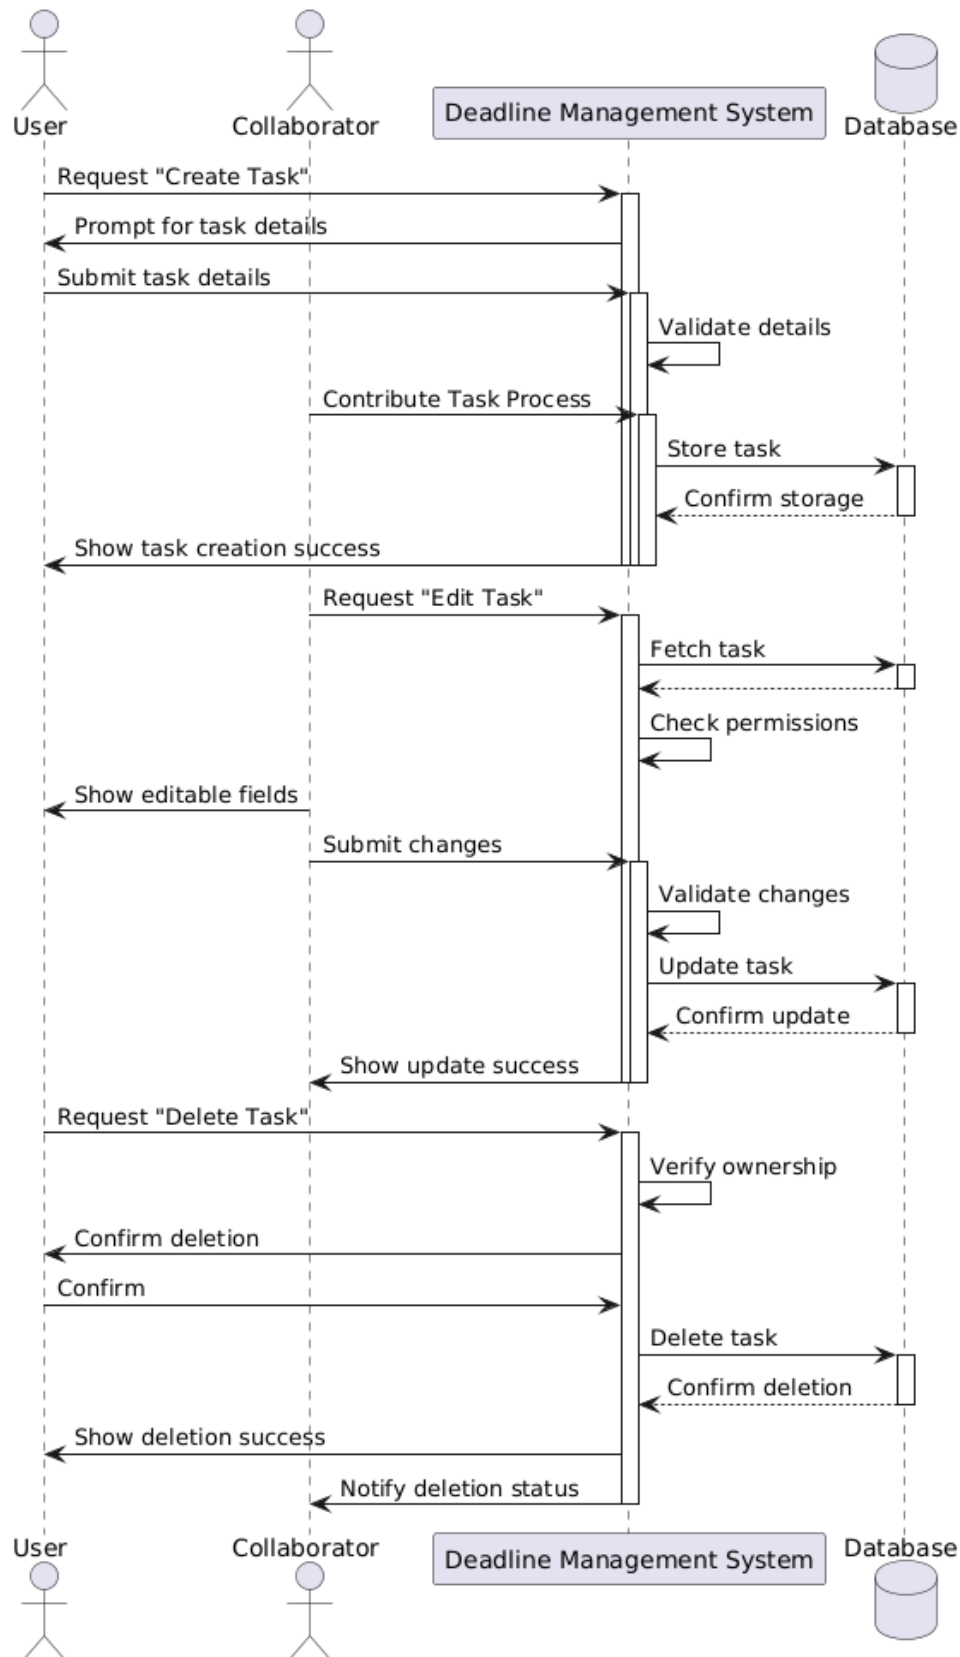 User
Collaborator
Deadline Management System
Database
Request "Create Task"
Prompt for task details
Submit task details
Validate details
Contribute Task Process
Store task
Confirm storage
Show task creation success
Request "Edit Task"
Fetch task
Check permissions
Show editable fields
Submit changes
Validate changes
Update task
Confirm update
Show update success
Request "Delete Task"
Verify ownership
Confirm deletion
Confirm
Delete task
Confirm deletion
Show deletion success
Notify deletion status
User
Collaborator
Deadline Management System
Database